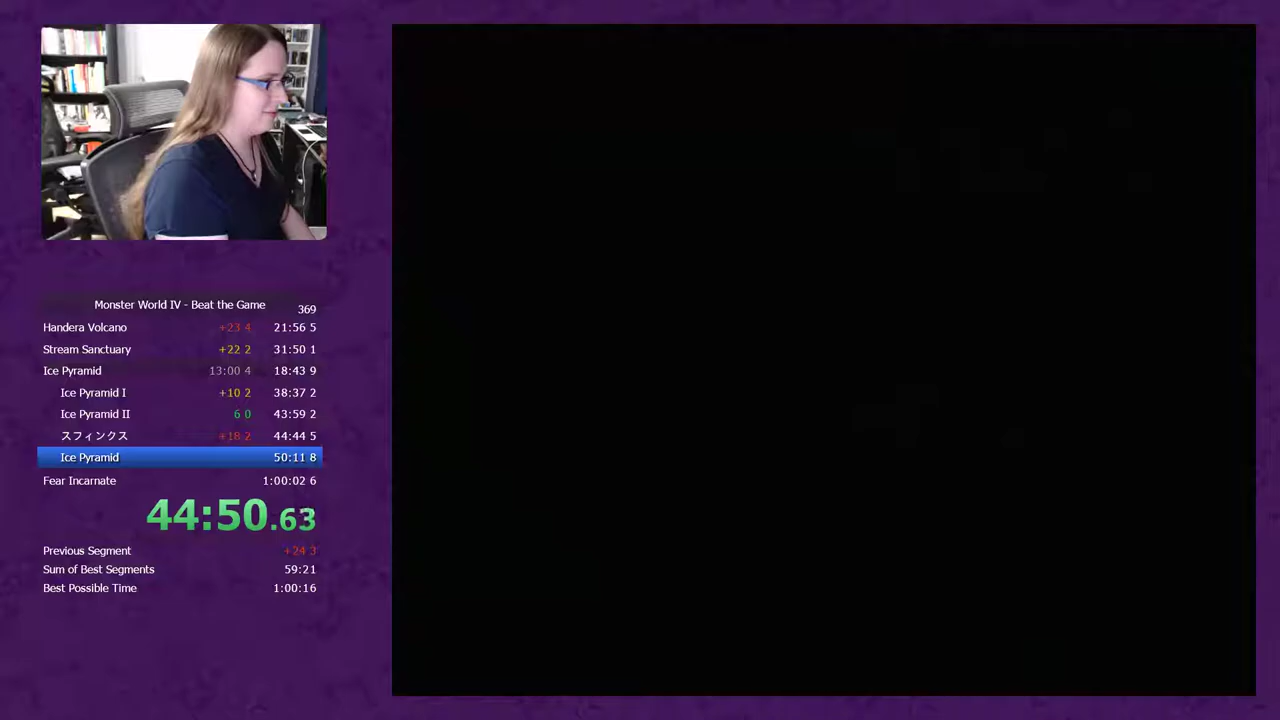 Monster World IV - Beat the Game 369
Handera Volcano +23 4 21:56 5
Stream Sanctuary +22 2 31:50 1
Ice Pyramid 13:00 4 18:43 9
Ice Pyramid I +10 2 38:37 2
Ice Pyramid II 6 0 43:59 2
スフィンクス +18 2 44:44 5
Ice Pyramid 50:11 8
Fear Incarnate 1:00:02 6
44:50.63
Previous Segment +24 3
Sum of Best Segments 59:21
Best Possible Time 1:00:16